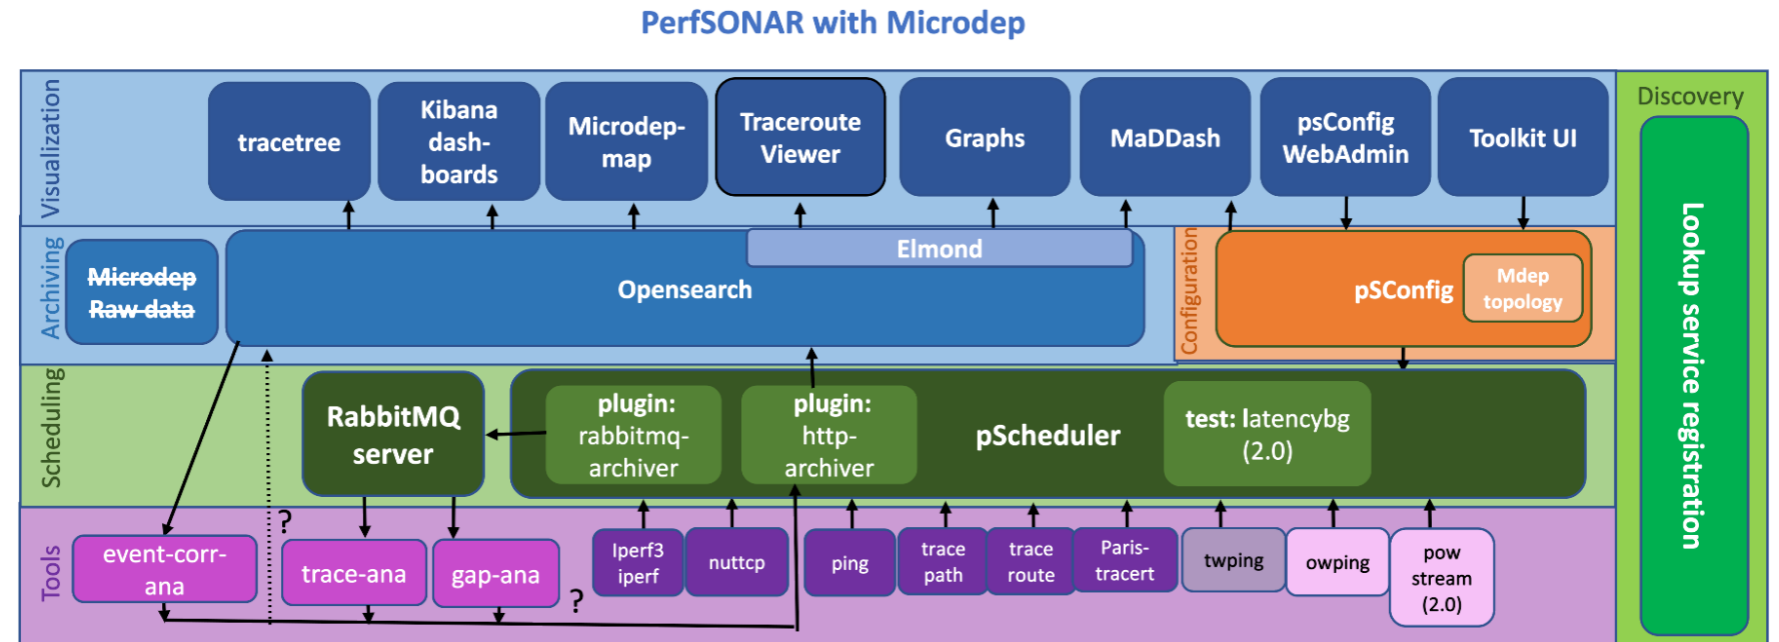 PerfSONAR with Microdep
Visualization
tracetree
Kibana
dash-
boards
Microdep-
map
Traceroute
Viewer
Graphs
MaDDash
psConfig
WebAdmin
Toolkit UI
Discovery
Lookup service registration
Archiving
Microdep
Raw data
Opensearch
Elmond
Configuration
pSConfig
Mdep
topology
Scheduling
RabbitMQ
server
plugin:
rabbitmq-
archiver
plugin:
http-
archiver
pScheduler
test: latencybg
(2.0)
Tools
event-corr-
ana
?
trace-ana
gap-ana
?
Iperf3
iperf
nuttcp
ping
trace
path
trace
route
Paris-
tracert
twping
owping
pow
stream
(2.0)